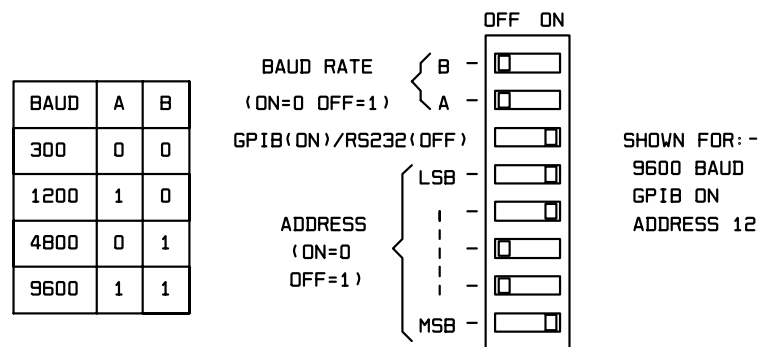 BAUD A B
300 0 0
1200 1 0
4800 0 1
9600 1 1
OFF ON
BAUD RATE
(ON=0 OFF=1)
B -
A -
GPIB(ON)/RS232(OFF)
ADDRESS
(ON=0
OFF=1)
LSB -
MSB -
SHOWN FOR:-
9600 BAUD
GPIB ON
ADDRESS 12